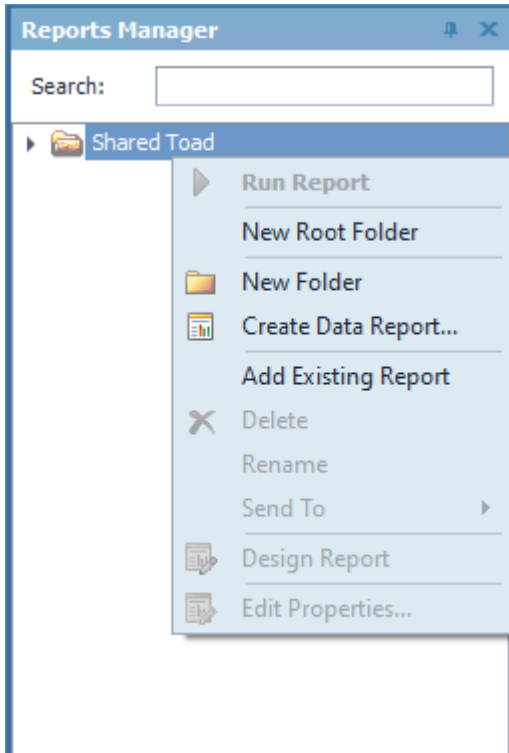 Reports Manager
Search:
Shared Toad
Run Report
New Root Folder
New Folder
Create Data Report...
Add Existing Report
Delete
Rename
Send To
Design Report
Edit Properties...